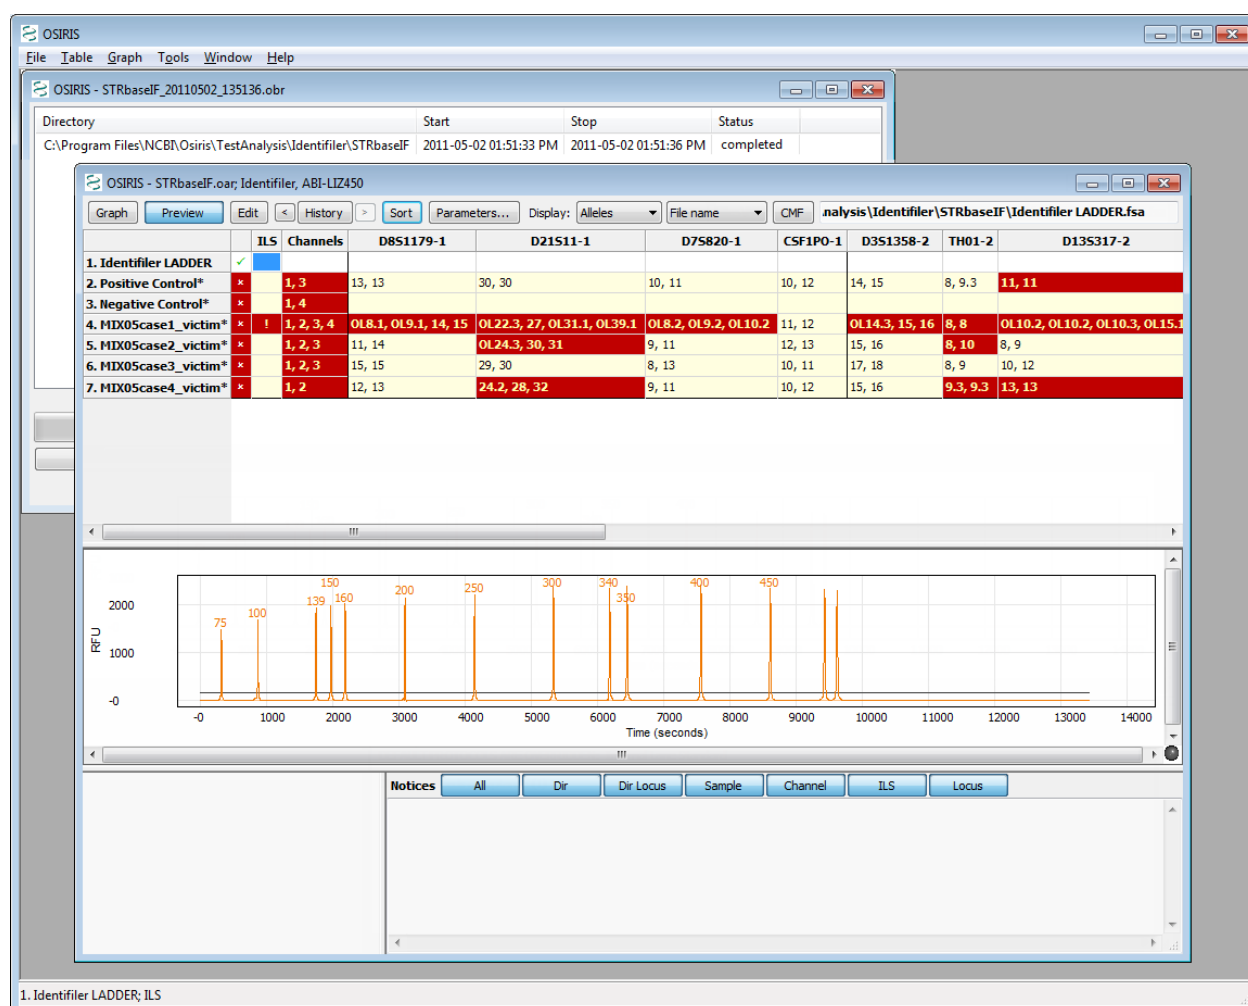 OSIRIS
File Table Graph Tools Window Help
OSIRIS - STRbaseIF_20110502_135136.obr
Directory Start Stop Status
C:\Program Files\NCBI\Osiris\TestAnalysis\Identifiler\STRbaseIF 2011-05-02 01:51:33 PM 2011-05-02 01:51:36 PM completed
OSIRIS - STRbaseIF.oar; Identifiler, ABI-LIZ450
Graph Preview Edit < History > Sort Parameters... Display: Alleles File name CMF nalysis\Identifiler\STRbaseIF\Identifiler LADDER.fsa
ILS Channels D8S1179-1 D21S11-1 D7S820-1 CSF1PO-1 D3S1358-2 TH01-2 D13S317-2
1. Identifiler LADDER ✓
2. Positive Control* × 1, 3 13, 13 30, 30 10, 11 10, 12 14, 15 8, 9.3 11, 11
3. Negative Control* × 1, 4
4. MIX05case1_victim* × ! 1, 2, 3, 4 OL8.1, OL9.1, 14, 15 OL22.3, 27, OL31.1, OL39.1 OL8.2, OL9.2, OL10.2 11, 12 OL14.3, 15, 16 8, 8 OL10.2, OL10.2, OL10.3, OL15.1
5. MIX05case2_victim* × 1, 2, 3 11, 14 OL24.3, 30, 31 9, 11 12, 13 15, 16 8, 10 8, 9
6. MIX05case3_victim* × 1, 2, 3 15, 15 29, 30 8, 13 10, 11 17, 18 8, 9 10, 12
7. MIX05case4_victim* × 1, 2 12, 13 24.2, 28, 32 9, 11 10, 12 15, 16 9.3, 9.3 13, 13
75 100 139 150 160 200 250 300 340 350 400 450
RFU
2000
1000
-0
-0 1000 2000 3000 4000 5000 6000 7000 8000 9000 10000 11000 12000 13000 14000
Time (seconds)
Notices All Dir Dir Locus Sample Channel ILS Locus
1. Identifiler LADDER; ILS